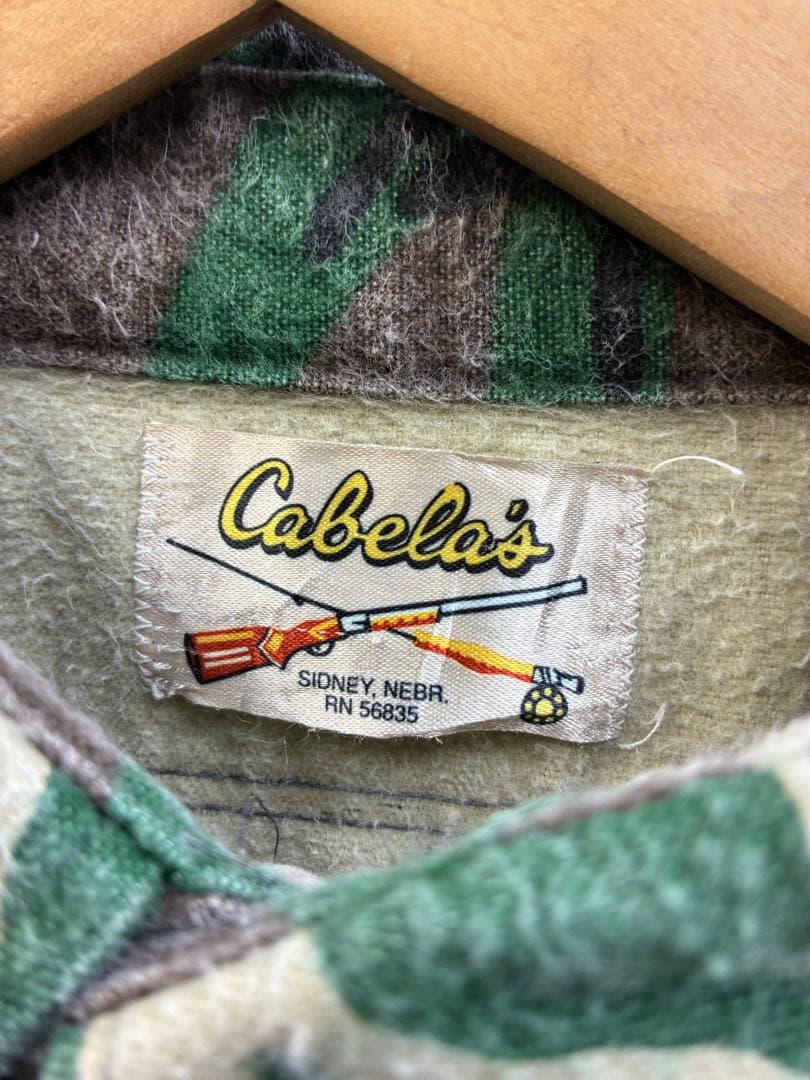 Cabela's
SIDNEY, NEBR.
RN 56835